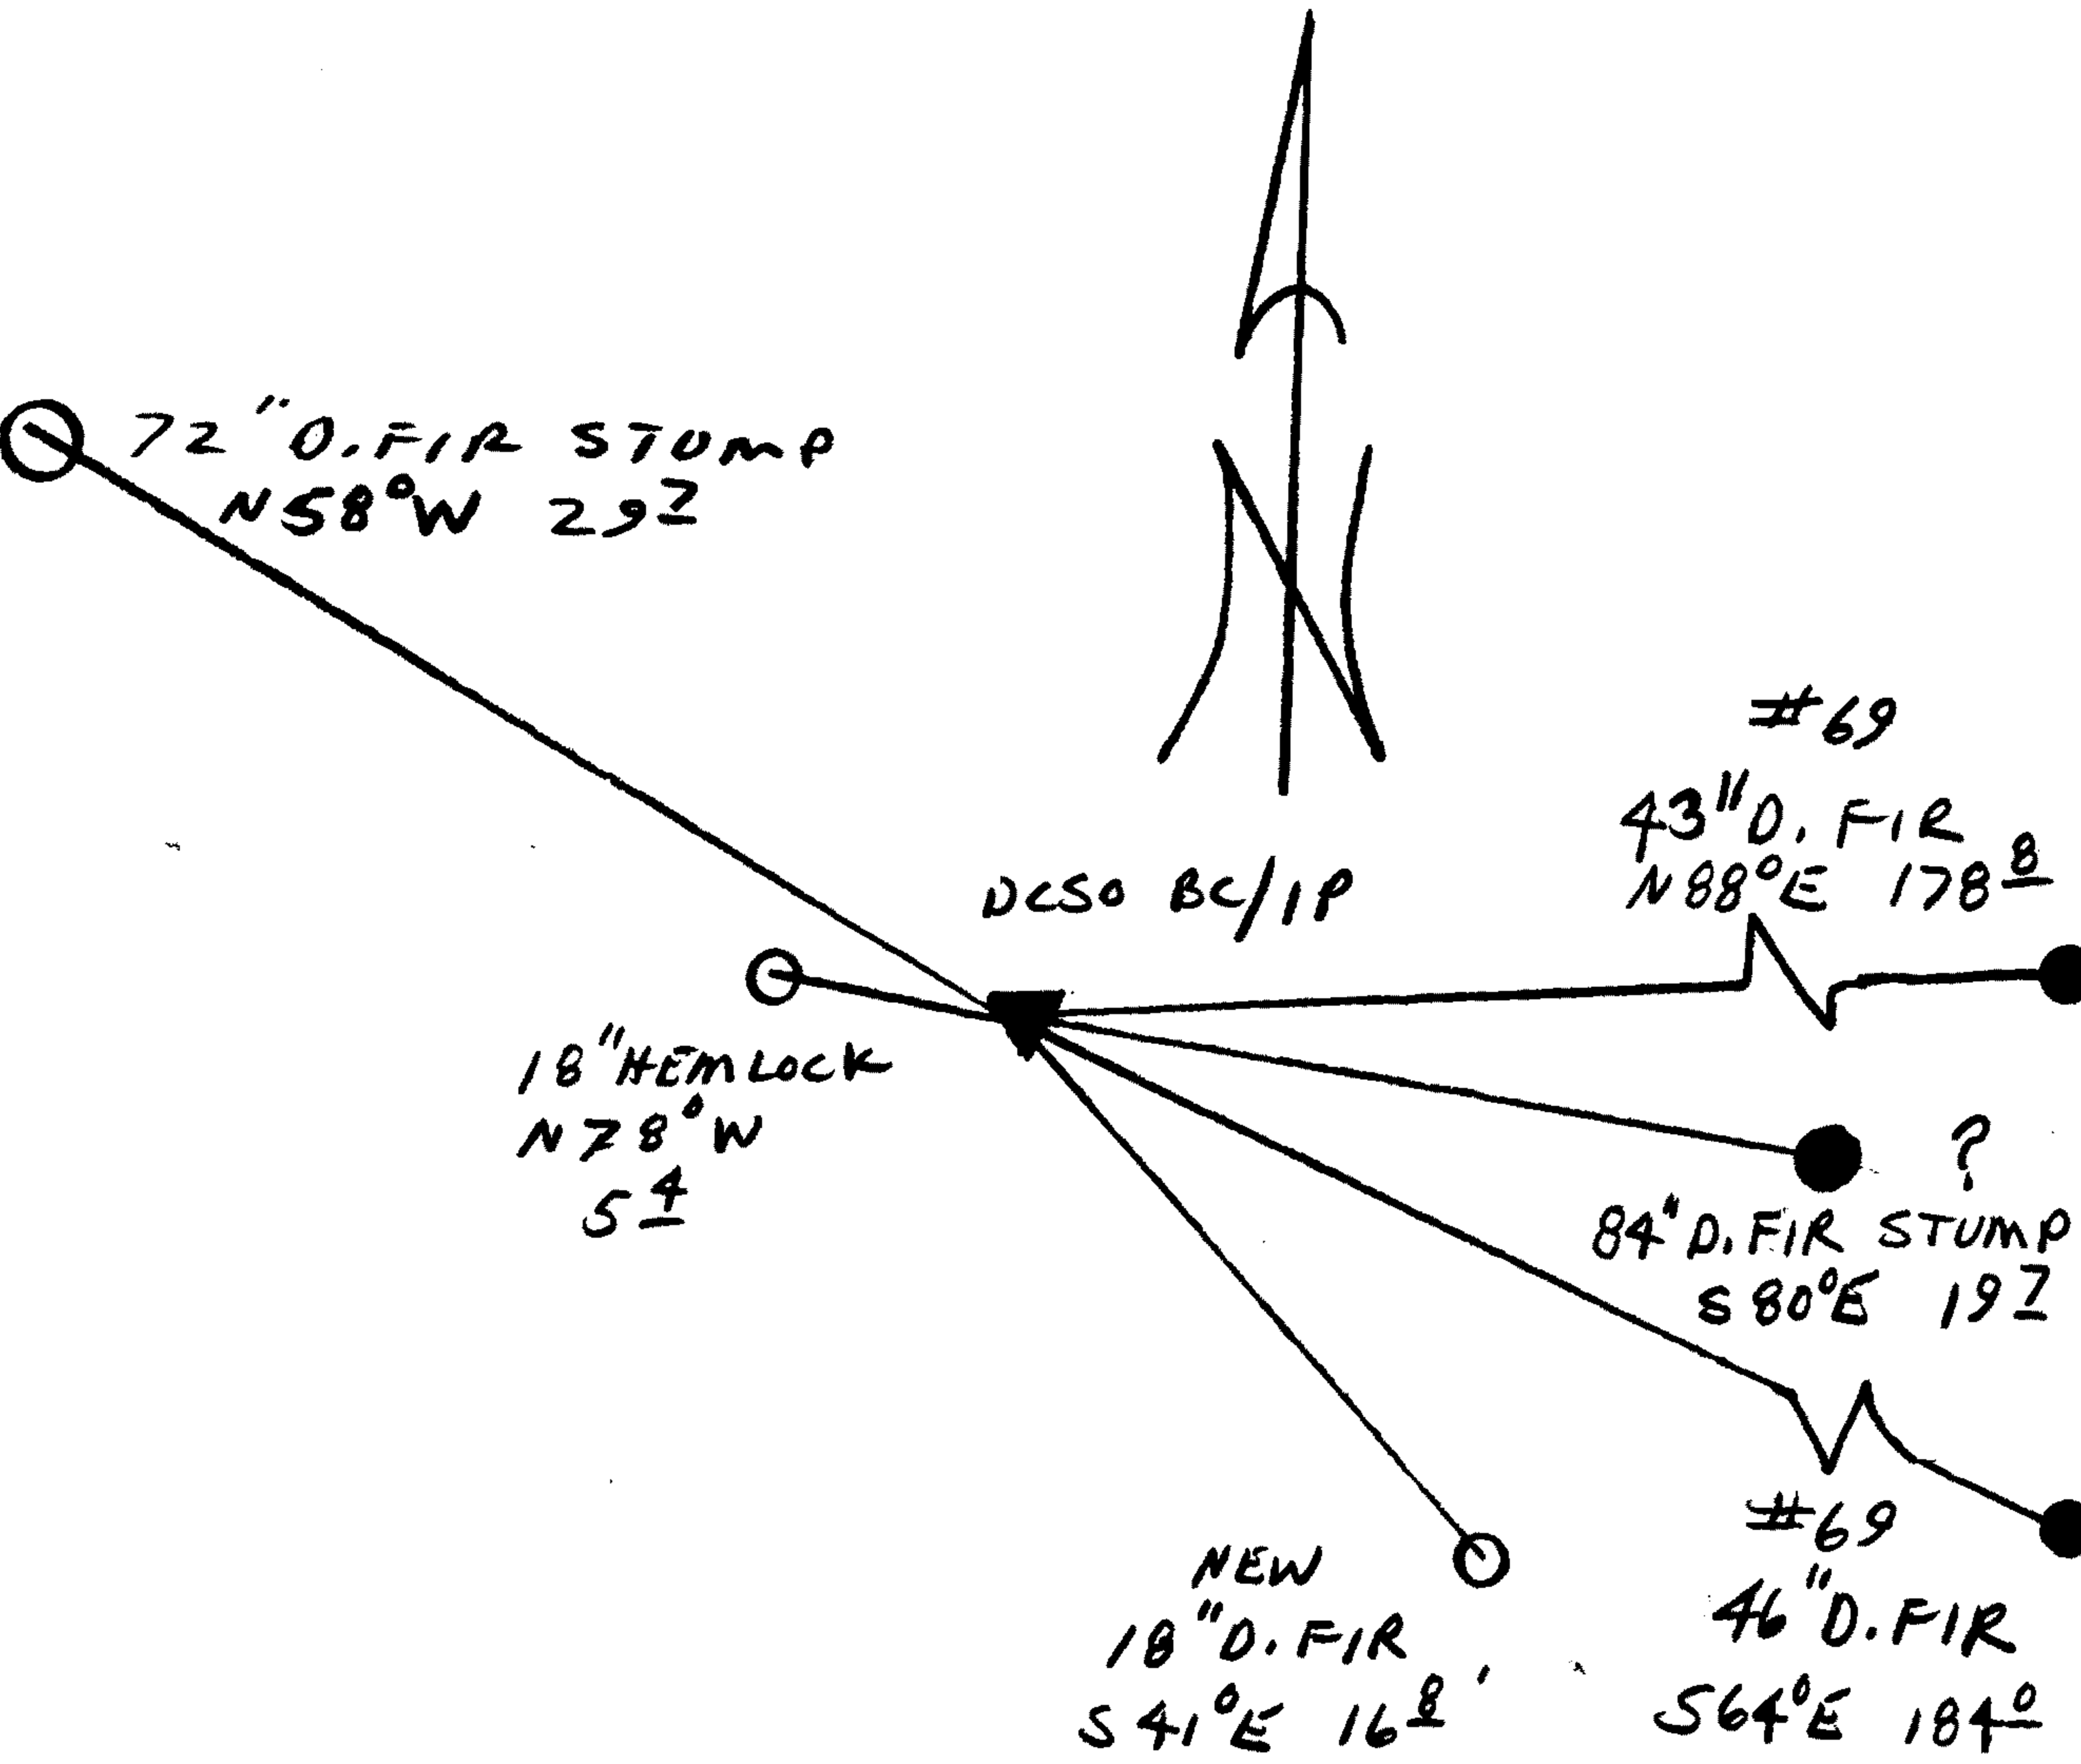 N
72" D. FIR STUMP
N58°W 29 7
#69
43" D. FIR
N88°E 178 8
DCSO BC/IP
18" HEMLOCK
N78°W
5 4
?
84" D. FIR STUMP
S80°E 19 7
NEW
18" D. FIR
S41°E 16 8'
#69
46" D. FIR
S64°E 184 0